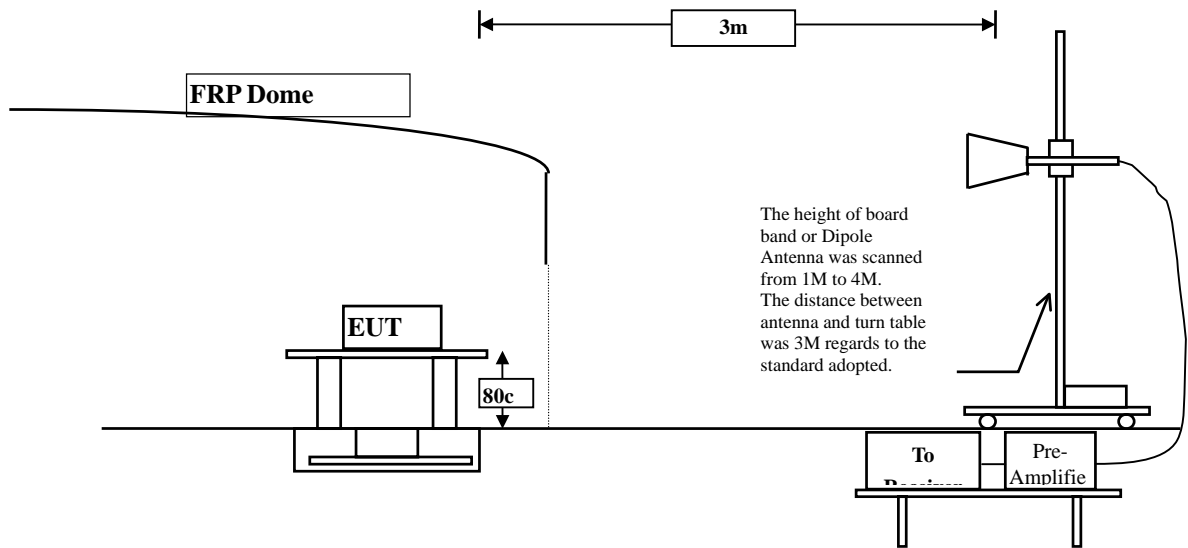 3m
FRP Dome
The height of board
band or Dipole
Antenna was scanned
from 1M to 4M.
The distance between
antenna and turn table
was 3M regards to the
standard adopted.
EUT
80c
To
Pre-
Amplifie